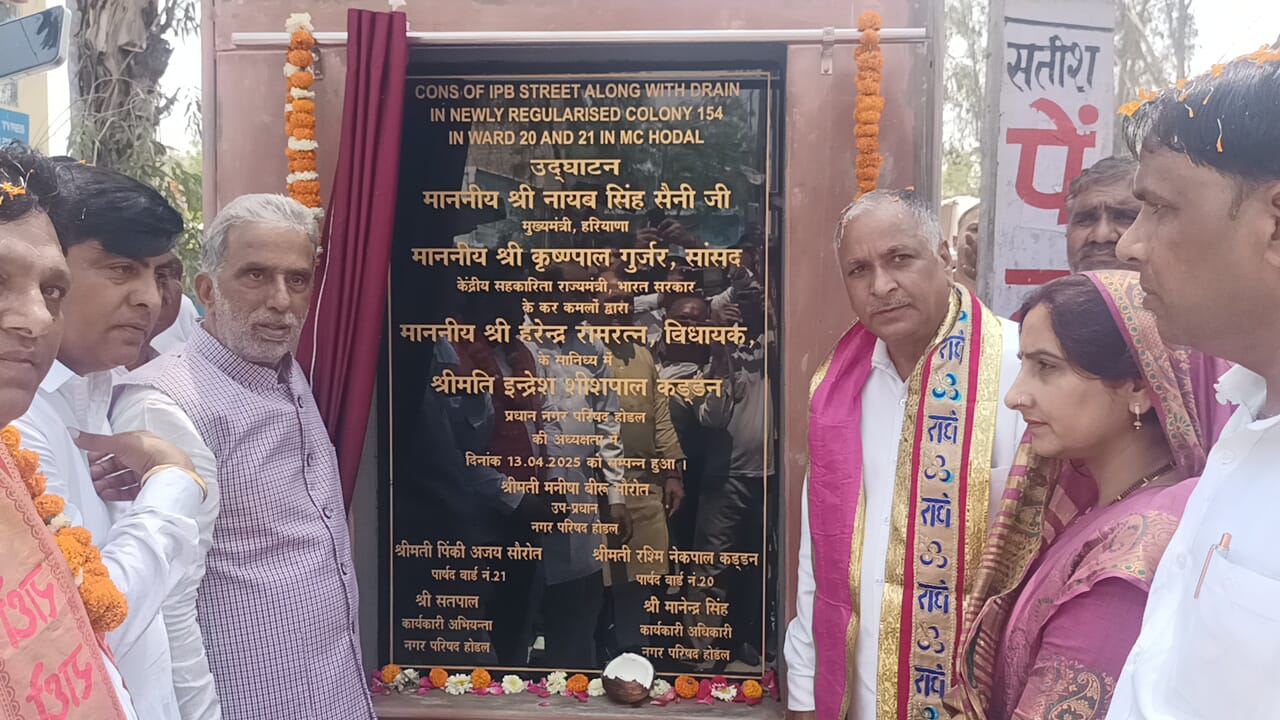 CONS OF IPB STREET ALONG WITH DRAIN
IN NEWLY REGULARISED COLONY 154
IN WARD 20 AND 21 IN MC HODAL
उद्घाटन
माननीय श्री नायब सिंह सैनी जी
मुख्यमंत्री, हरियाणा
माननीय श्री कृष्णपाल गुर्जर, सांसद
केंद्रीय सहकारिता राज्यमंत्री, भारत सरकार
के कर कमलों द्वारा
माननीय श्री हरेन्द्र रामरत्न, विधायक,
के सानिध्य में
श्रीमति इन्द्रेश शीशपाल कड्डन
प्रधान नगर परिषद होडल
की अध्यक्षता में
दिनांक 13.04.2025 को सम्पन्न हुआ ।
श्रीमती मनीषा बीरू सौरोत
उप-प्रधान
नगर परिषद होडल
श्रीमती पिंकी अजय सौरोत
पार्षद वार्ड नं.21
श्री सतपाल
कार्यकारी अभियन्ता
नगर परिषद होडल
श्रीमती रश्मि नेकपाल कड्डन
पार्षद वार्ड नं.20
श्री मानेन्द्र सिंह
कार्यकारी अधिकारी
नगर परिषद होडल
सतीश
पें
TYRES
राधे
ॐ
राधे
ॐ
राधे
ॐ
राधे
ॐ
राधे
ॐ
राधे